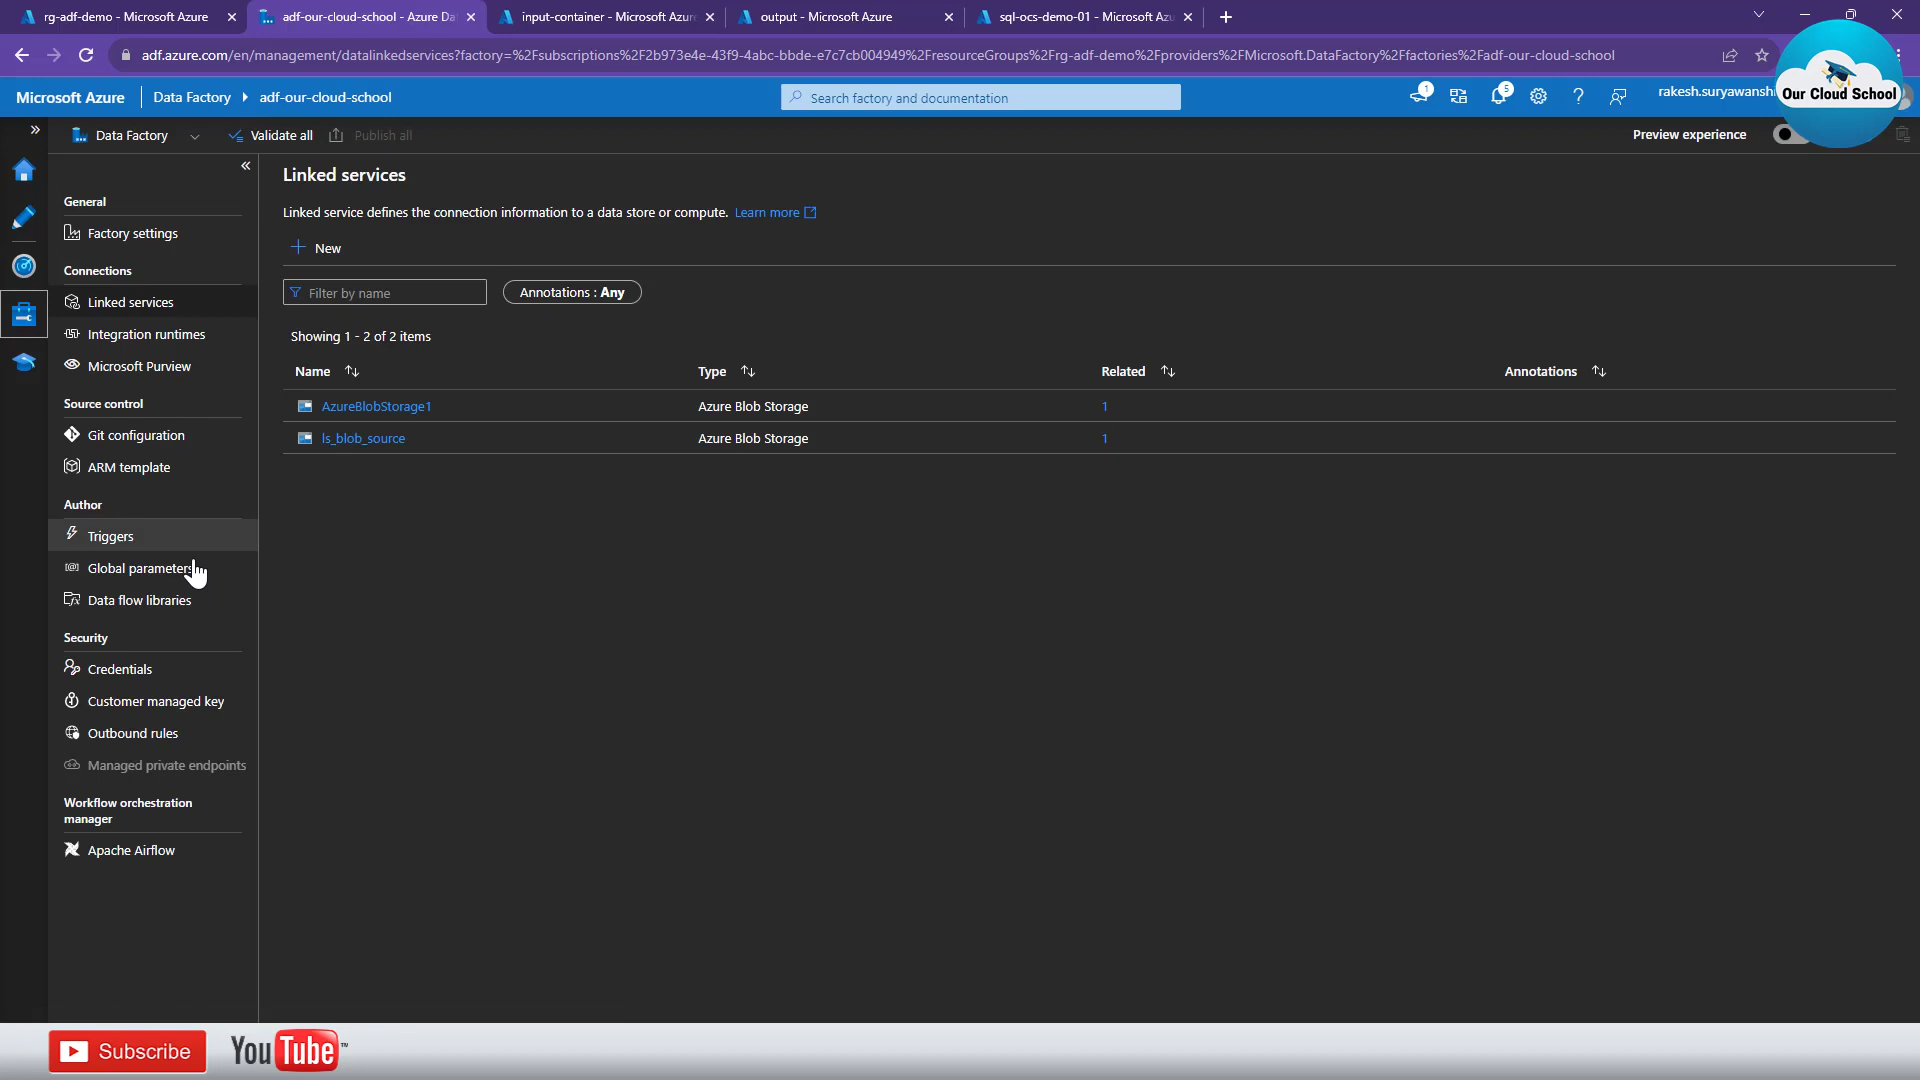 rg-adf-demo - Microsoft Azure
adf-our-cloud-school - Azure Da
input-container - Microsoft Azure
output - Microsoft Azure
sql-ocs-demo-01 - Microsoft Azu
adf.azure.com/en/management/datalinkedservices?factory=%2Fsubscriptions%2F2b973e4e-43f9-4abc-bbde-e7c7cb004949%2FresourceGroups%2Frg-adf-demo%2Fproviders%2FMicrosoft.DataFactory%2Ffactories%2Fadf-our-cloud-school
Microsoft Azure
Data Factory
adf-our-cloud-school
Search factory and documentation
1
5
rakesh.suryawanshi
Our Cloud School
Data Factory
Validate all
Publish all
Preview experience
General
Factory settings
Connections
Linked services
Integration runtimes
Microsoft Purview
Source control
Git configuration
ARM template
Author
Triggers
Global parameters
Data flow libraries
Security
Credentials
Customer managed key
Outbound rules
Managed private endpoints
Workflow orchestration
manager
Apache Airflow
Linked services
Linked service defines the connection information to a data store or compute. Learn more
New
Filter by name
Annotations : Any
Showing 1 - 2 of 2 items
Name Type Related Annotations
AzureBlobStorage1 Azure Blob Storage 1
ls_blob_source Azure Blob Storage 1
Subscribe
YouTube™